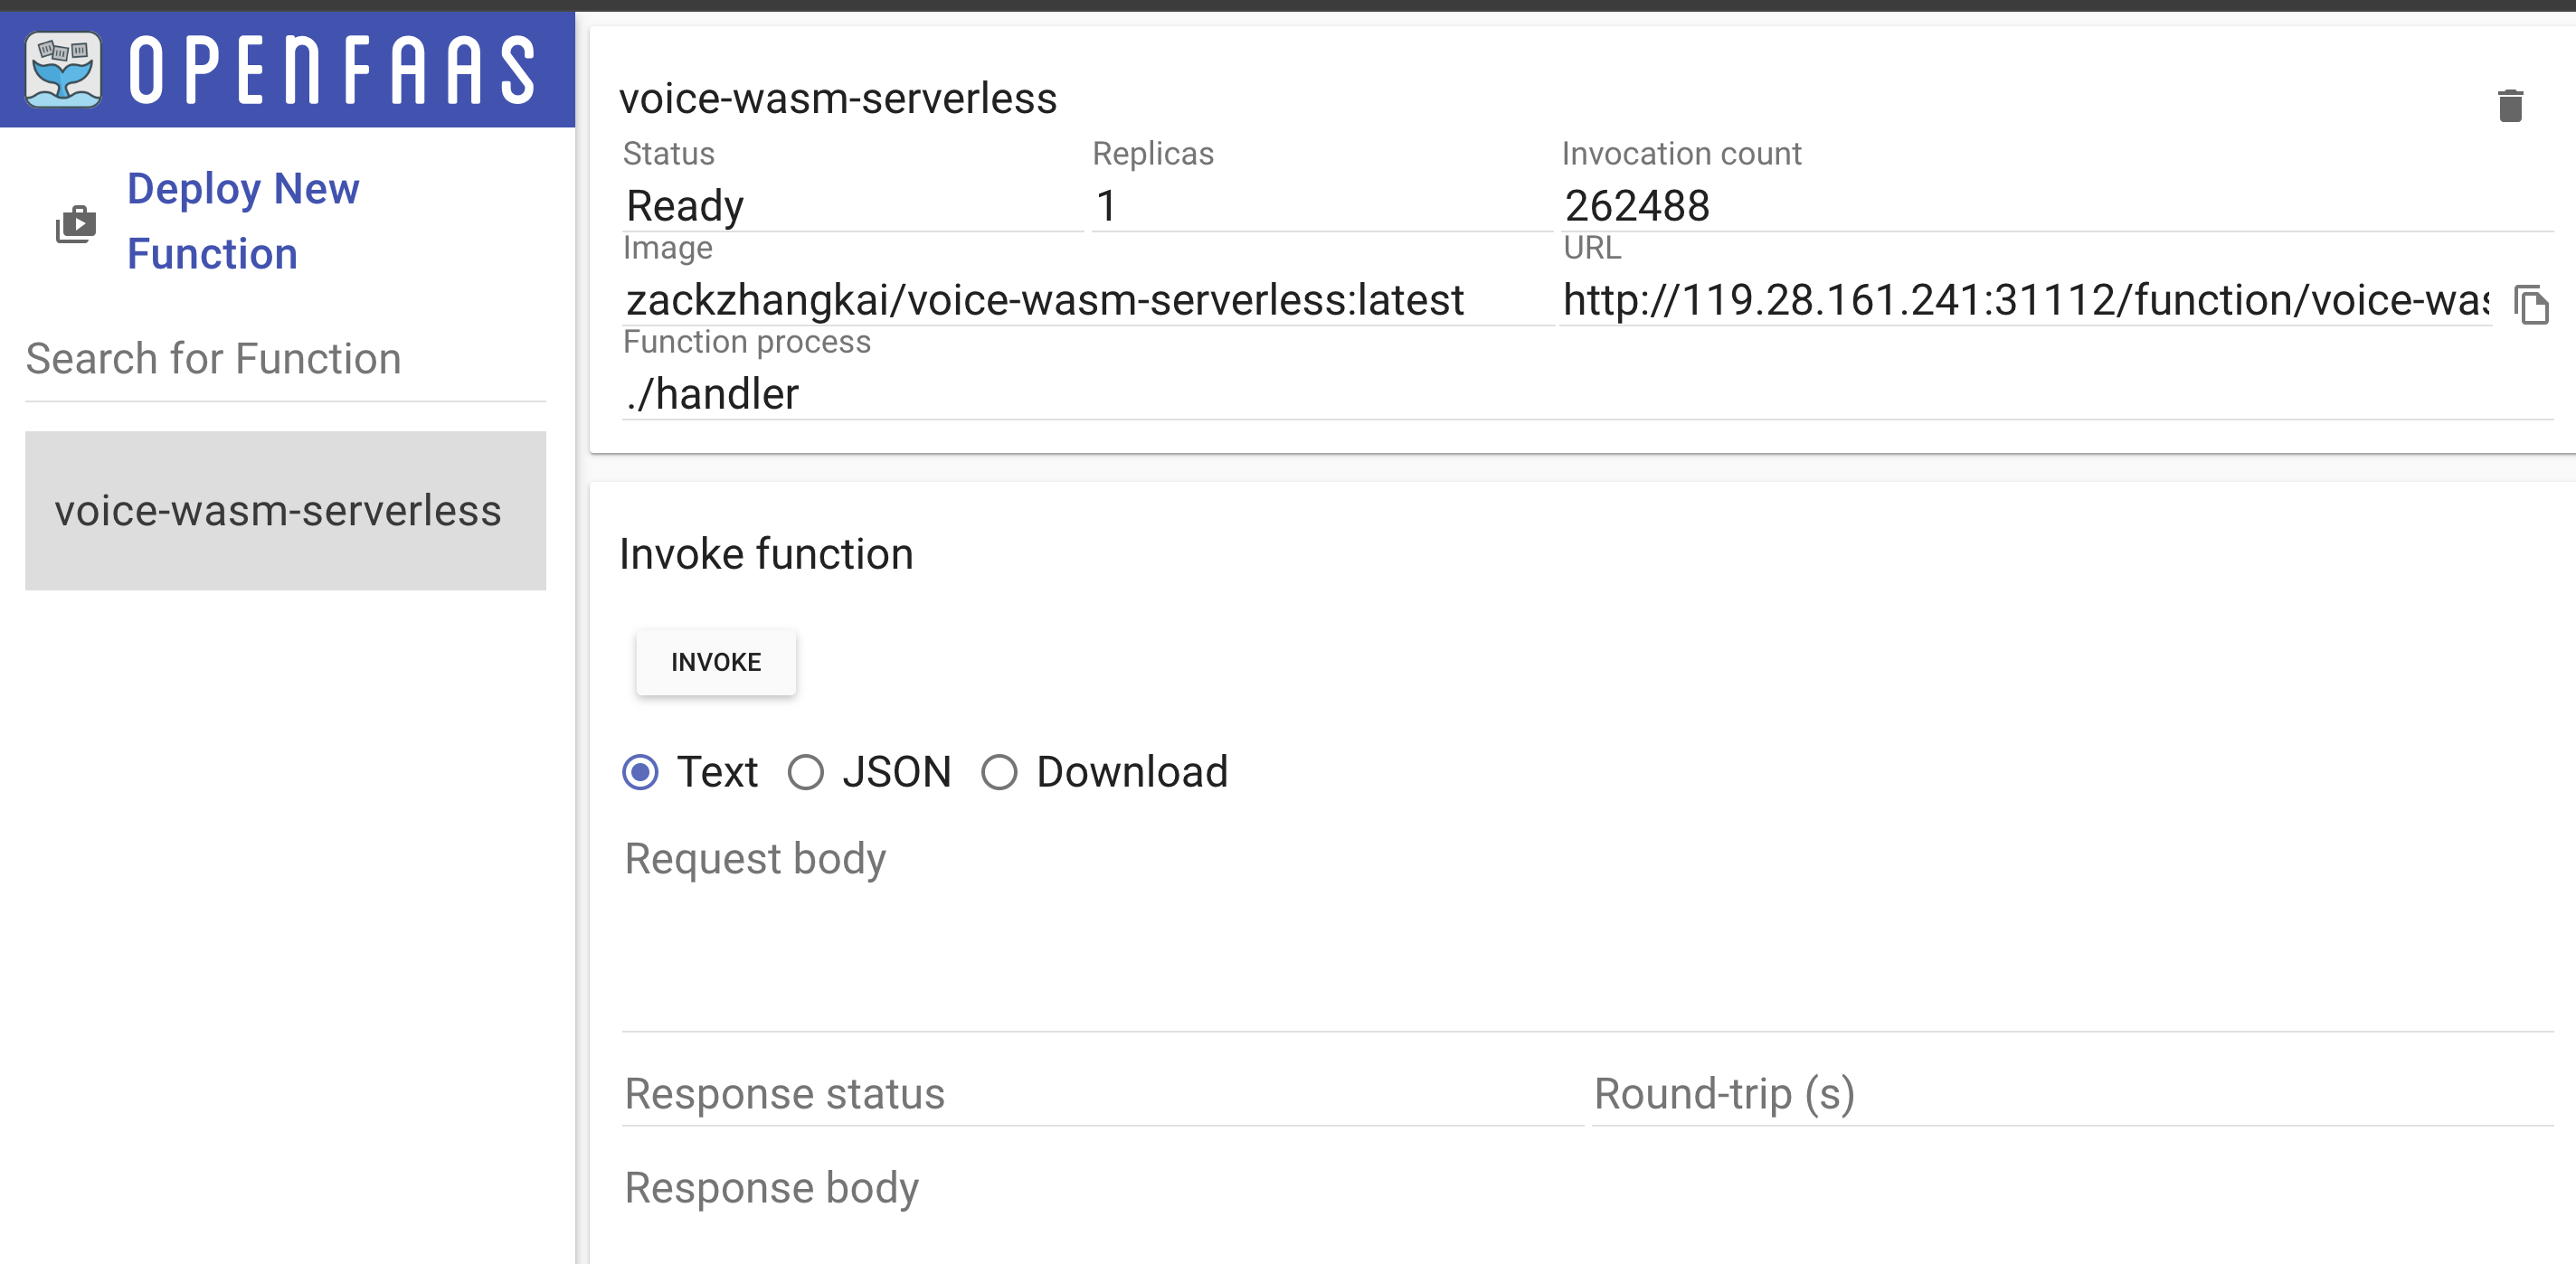 OPENFAAS
Deploy New
Function
Search for Function
voice-wasm-serverless
voice-wasm-serverless
Status
Replicas
Invocation count
Ready
1
262488
Image
URL
zackzhangkai/voice-wasm-serverless:latest
http://119.28.161.241:31112/function/voice-was
Function process
./handler
Invoke function
INVOKE
Text
JSON
Download
Request body
Response status
Round-trip (s)
Response body